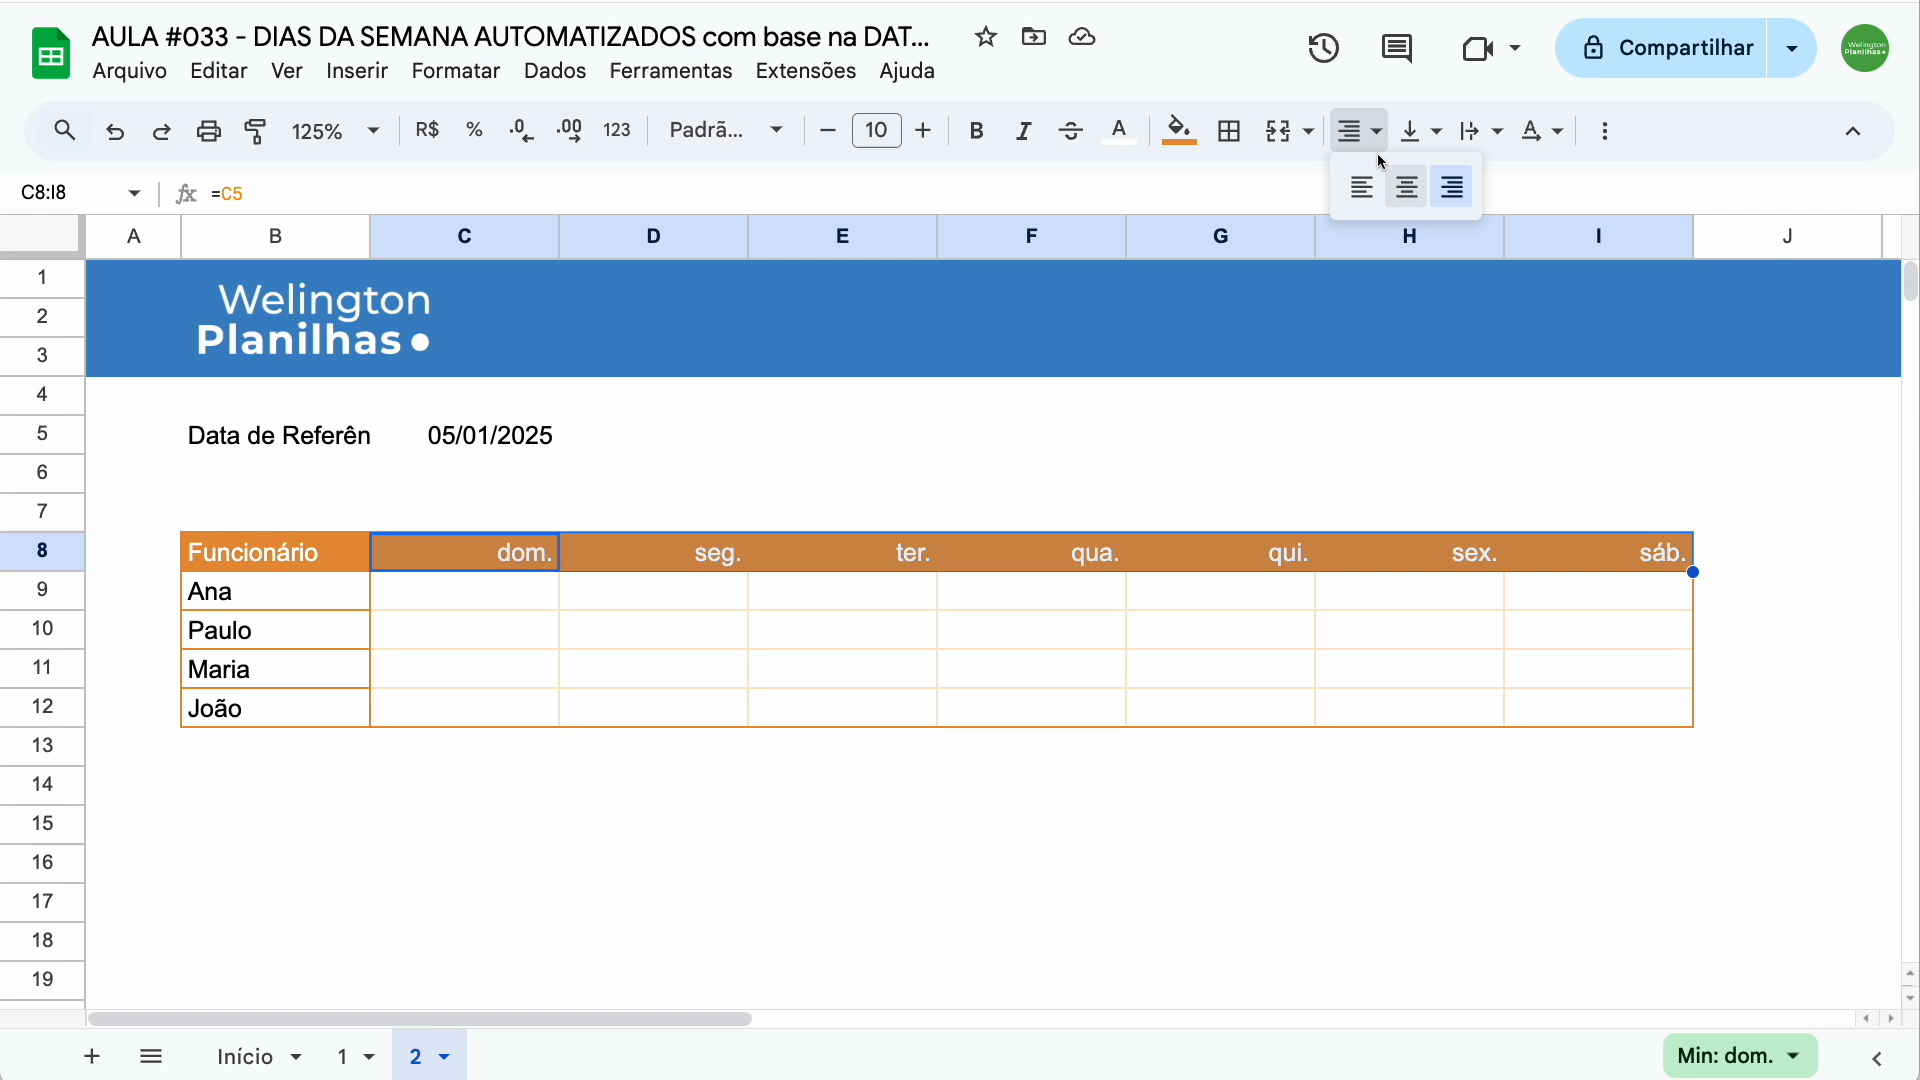 AULA #033 - DIAS DA SEMANA AUTOMATIZADOS com base na DAT...
Arquivo Editar Ver Inserir Formatar Dados Ferramentas Extensões Ajuda
Compartilhar
Welington
Planilhas
125% R$ % .0 .00 123 Padrã... 10 B I S A A
C8:I8 fx =C5
A B C D E F G H I J
1
2
3
Welington
Planilhas
4
5 Data de Referên 05/01/2025
6
7
8 Funcionário dom. seg. ter. qua. qui. sex. sáb.
9 Ana
10 Paulo
11 Maria
12 João
13
14
15
16
17
18
19
+ Início 1 2 Min: dom.